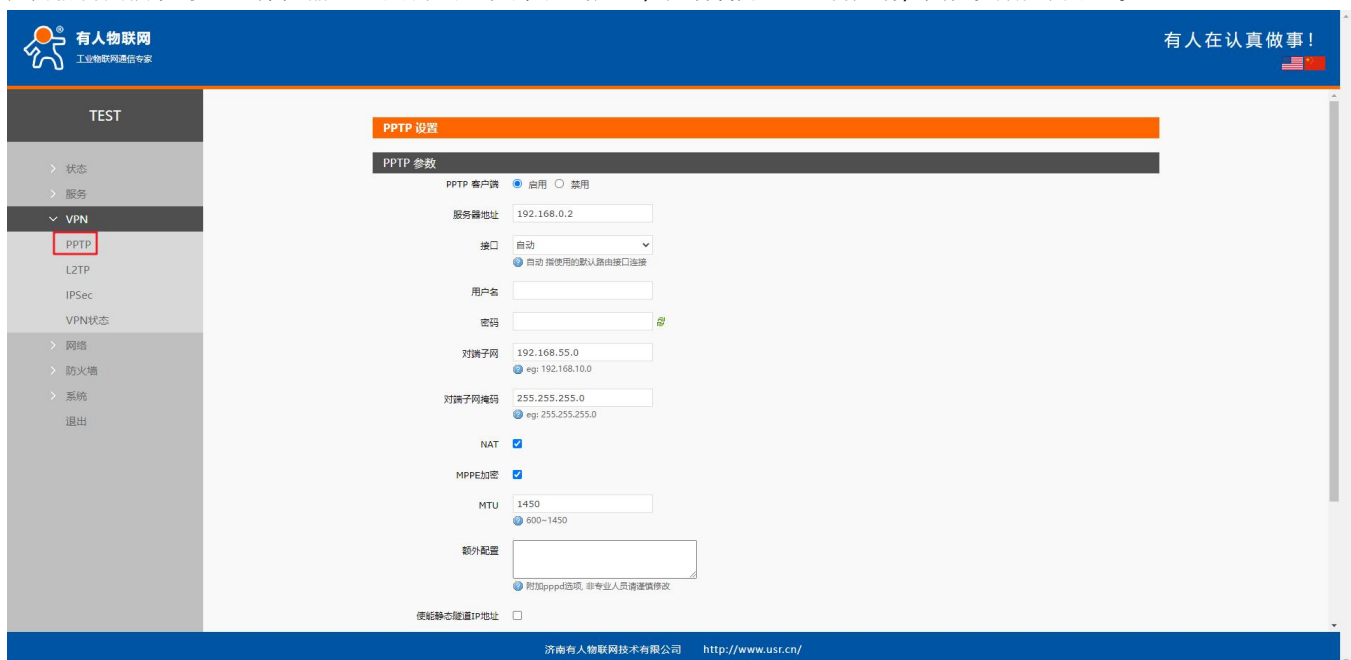 有人物联网
工业物联网通信专家
有人在认真做事!
TEST
状态
服务
VPN
PPTP
L2TP
IPSec
VPN状态
网络
防火墙
系统
退出
PPTP 设置
PPTP 参数
PPTP 客户端 启用 禁用
服务器地址 192.168.0.2
接口 自动
自动 指使用的默认路由接口连接
用户名
密码
对端子网 192.168.55.0
eg: 192.168.10.0
对端子网掩码 255.255.255.0
eg: 255.255.255.0
NAT
MPPE加密
MTU 1450
600~1450
额外配置
附加pppd选项, 非专业人员请谨慎修改
使能静态隧道IP地址
济南有人物联网技术有限公司 http://www.usr.cn/